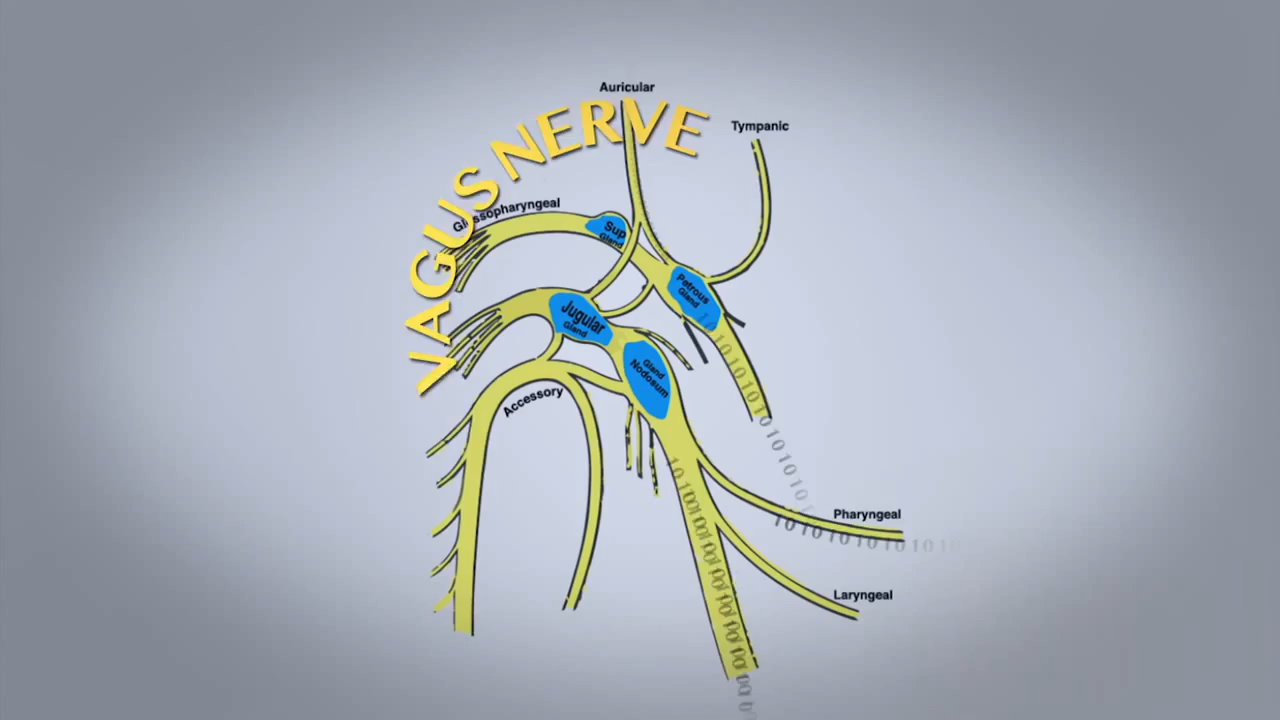 Auricular
VAGUS NERVE
Tympanic
Glossopharyngeal
Sup
Gland
Petrous
Gland
Jugular
Gland
Gland
Nodosum
Accessory
Pharyngeal
Laryngeal